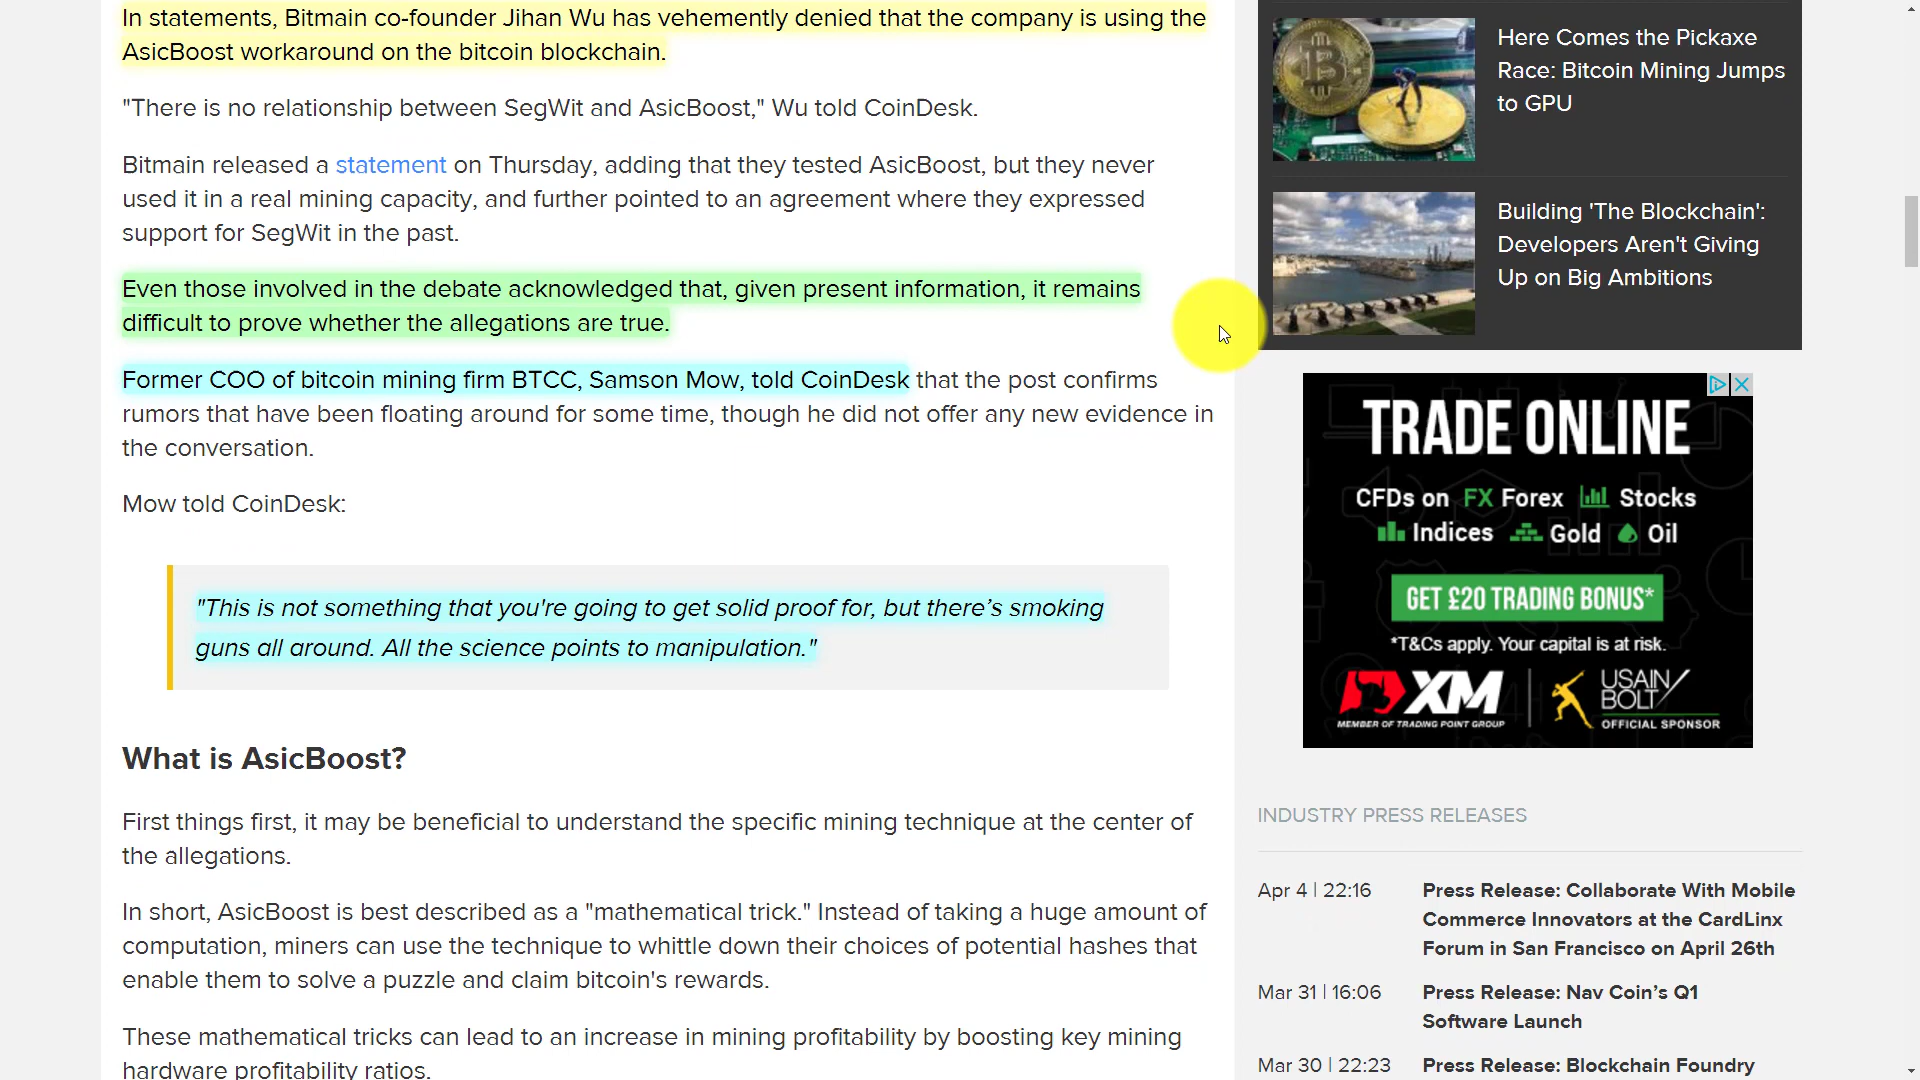 In statements, Bitmain co-founder Jihan Wu has vehemently denied that the company is using the
AsicBoost workaround on the bitcoin blockchain.
"There is no relationship between SegWit and AsicBoost," Wu told CoinDesk.
Bitmain released a statement on Thursday, adding that they tested AsicBoost, but they never
used it in a real mining capacity, and further pointed to an agreement where they expressed
support for SegWit in the past.
Even those involved in the debate acknowledged that, given present information, it remains
difficult to prove whether the allegations are true.
Former COO of bitcoin mining firm BTCC, Samson Mow, told CoinDesk that the post confirms
rumors that have been floating around for some time, though he did not offer any new evidence in
the conversation.
Mow told CoinDesk:
"This is not something that you're going to get solid proof for, but there’s smoking
guns all around. All the science points to manipulation."
What is AsicBoost?
First things first, it may be beneficial to understand the specific mining technique at the center of
the allegations.
In short, AsicBoost is best described as a "mathematical trick." Instead of taking a huge amount of
computation, miners can use the technique to whittle down their choices of potential hashes that
enable them to solve a puzzle and claim bitcoin's rewards.
These mathematical tricks can lead to an increase in mining profitability by boosting key mining
hardware profitability ratios.
Here Comes the Pickaxe
Race: Bitcoin Mining Jumps
to GPU
Building 'The Blockchain':
Developers Aren't Giving
Up on Big Ambitions
TRADE ONLINE
CFDs on FX Forex Stocks
Indices Gold Oil
GET £20 TRADING BONUS*
*T&Cs apply. Your capital is at risk.
XM USAIN
BOLT
MEMBER OF TRADING POINT GROUP OFFICIAL SPONSOR
INDUSTRY PRESS RELEASES
Apr 4 | 22:16 Press Release: Collaborate With Mobile
Commerce Innovators at the CardLinx
Forum in San Francisco on April 26th
Mar 31 | 16:06 Press Release: Nav Coin’s Q1
Software Launch
Mar 30 | 22:23 Press Release: Blockchain Foundry